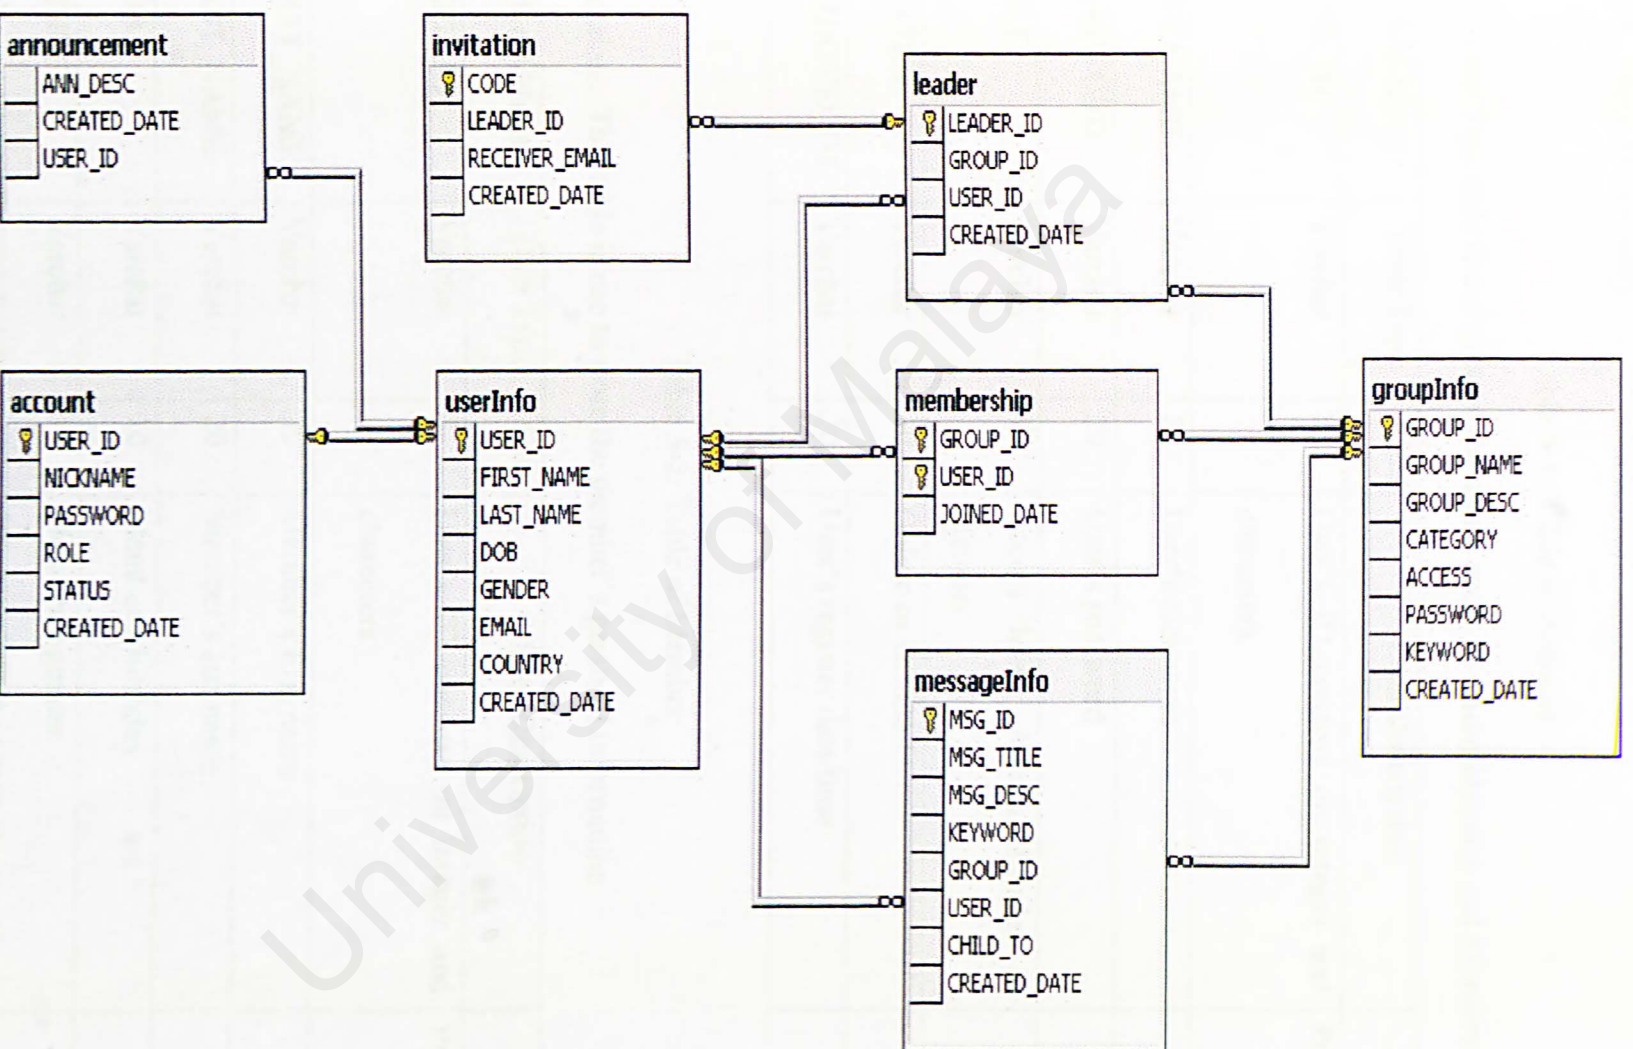 announcement
ANN_DESC
CREATED_DATE
USER_ID
invitation
CODE
LEADER_ID
RECEIVER_EMAIL
CREATED_DATE
leader
LEADER_ID
GROUP_ID
USER_ID
CREATED_DATE
account
USER_ID
NICKNAME
PASSWORD
ROLE
STATUS
CREATED_DATE
userInfo
USER_ID
FIRST_NAME
LAST_NAME
DOB
GENDER
EMAIL
COUNTRY
CREATED_DATE
membership
GROUP_ID
USER_ID
JOINED_DATE
groupInfo
GROUP_ID
GROUP_NAME
GROUP_DESC
CATEGORY
ACCESS
PASSWORD
KEYWORD
CREATED_DATE
messageInfo
MSG_ID
MSG_TITLE
MSG_DESC
KEYWORD
GROUP_ID
USER_ID
CHILD_TO
CREATED_DATE
University of Malaya